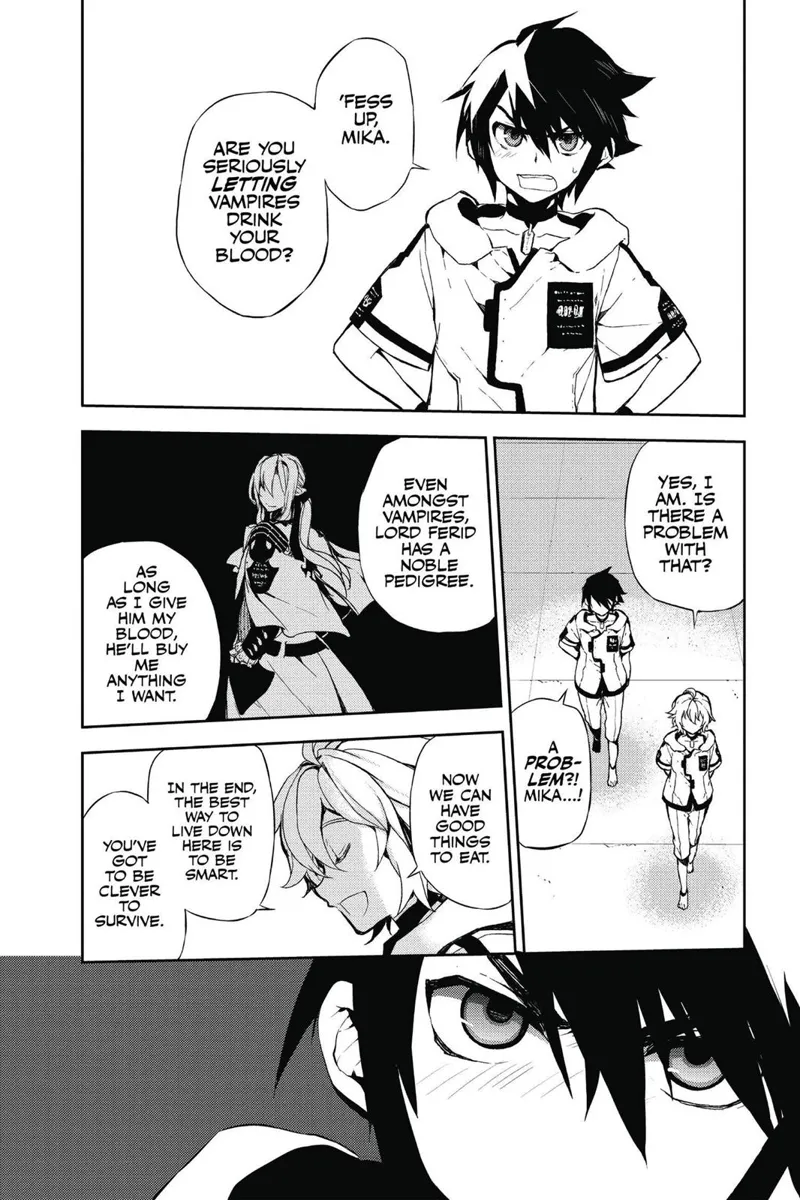 'FESS
UP,
MIKA.
ARE YOU
SERIOUSLY
LETTING
VAMPIRES
DRINK
YOUR
BLOOD?
YES, I
AM. IS
THERE A
PROBLEM
WITH
THAT?
A
PROB-
LEM?!
MIKA...!
EVEN
AMONGST
VAMPIRES,
LORD FERID
HAS A
NOBLE
PEDIGREE.
AS
LONG
AS I GIVE
HIM MY
BLOOD,
HE'LL BUY
ME
ANYTHING
I WANT.
NOW
WE CAN
HAVE
GOOD
THINGS
TO EAT.
IN THE END,
THE BEST
WAY TO
LIVE DOWN
HERE IS
TO BE
SMART.
YOU'VE
GOT
TO BE
CLEVER
TO
SURVIVE.